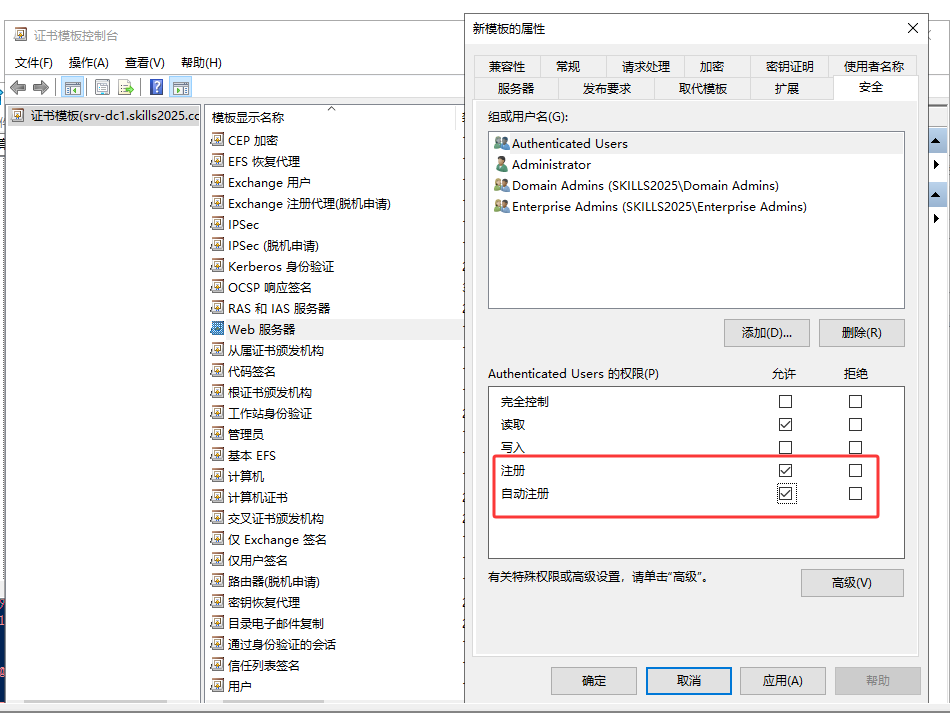 证书模板控制台
文件(F) 操作(A) 查看(V) 帮助(H)
证书模板(srv-dc1.skills2025.cc
模板显示名称
CEP 加密
EFS 恢复代理
Exchange 用户
Exchange 注册代理(脱机申请)
IPSec
IPSec (脱机申请)
Kerberos 身份验证
OCSP 响应签名
RAS 和 IAS 服务器
Web 服务器
从属证书颁发机构
代码签名
根证书颁发机构
工作站身份验证
管理员
基本 EFS
计算机
计算机证书
交叉证书颁发机构
仅 Exchange 签名
仅用户签名
路由器(脱机申请)
密钥恢复代理
目录电子邮件复制
通过身份验证的会话
信任列表签名
用户
新模板的属性
兼容性 常规 请求处理 加密 密钥证明 使用者名称
服务器 发布要求 取代模板 扩展 安全
组或用户名(G):
Authenticated Users
Administrator
Domain Admins (SKILLS2025\Domain Admins)
Enterprise Admins (SKILLS2025\Enterprise Admins)
添加(D)... 删除(R)
Authenticated Users 的权限(P) 允许 拒绝
完全控制
读取
写入
注册
自动注册
有关特殊权限或高级设置，请单击“高级”。
高级(V)
确定 取消 应用(A) 帮助